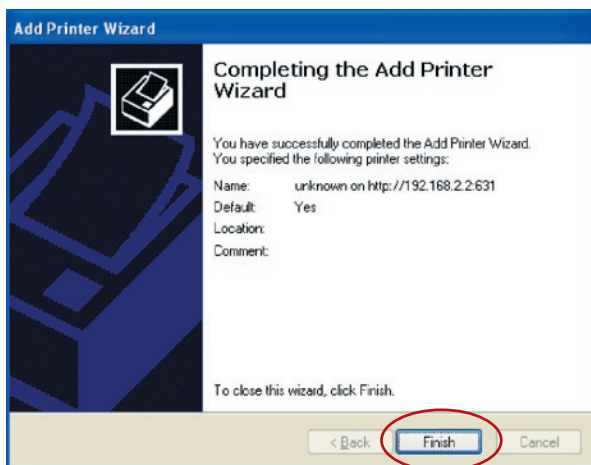 Add Printer Wizard
Completing the Add Printer
Wizard
You have successfully completed the Add Printer Wizard.
You specified the following printer settings:
Name: unknown on http://192.168.2.2:631
Default: Yes
Location:
Comment:
To close this wizard, click Finish.
< Back Finish Cancel